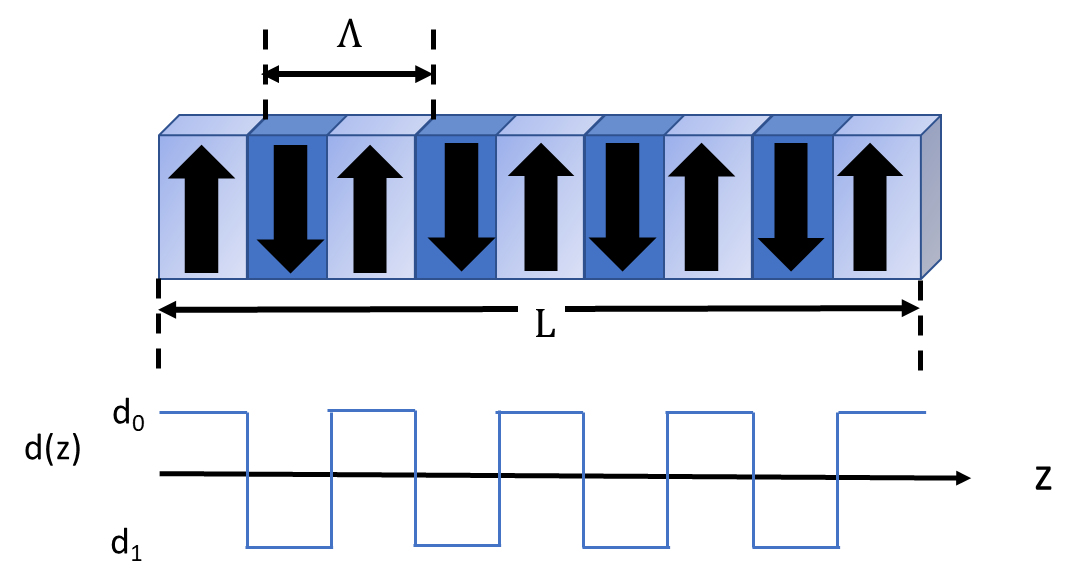 Λ
L
d₀
d(z)
z
d₁